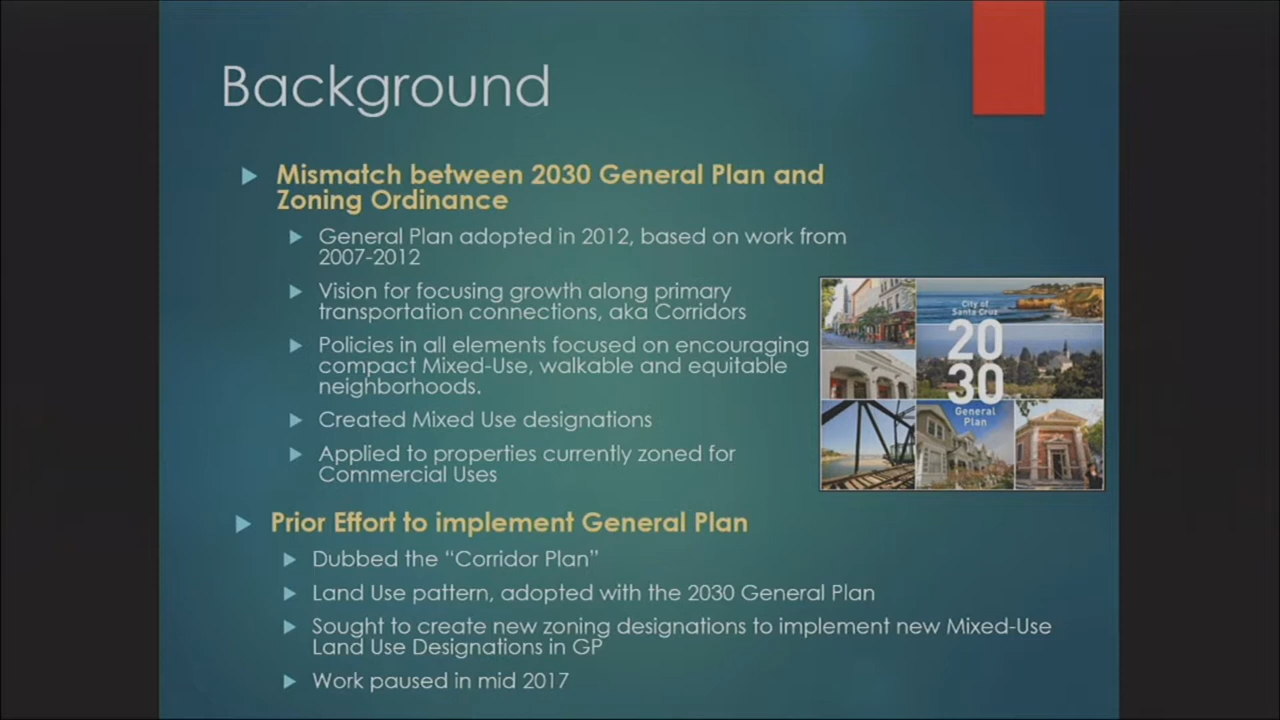 Background
Mismatch between 2030 General Plan and
Zoning Ordinance
General Plan adopted in 2012, based on work from
2007-2012
Vision for focusing growth along primary
transportation connections, aka Corridors
Policies in all elements focused on encouraging
compact Mixed-Use, walkable and equitable
neighborhoods.
Created Mixed Use designations
Applied to properties currently zoned for
Commercial Uses
City of
Santa Cruz
20
30
General
Plan
Prior Effort to implement General Plan
Dubbed the “Corridor Plan”
Land Use pattern, adopted with the 2030 General Plan
Sought to create new zoning designations to implement new Mixed-Use
Land Use Designations in GP
Work paused in mid 2017